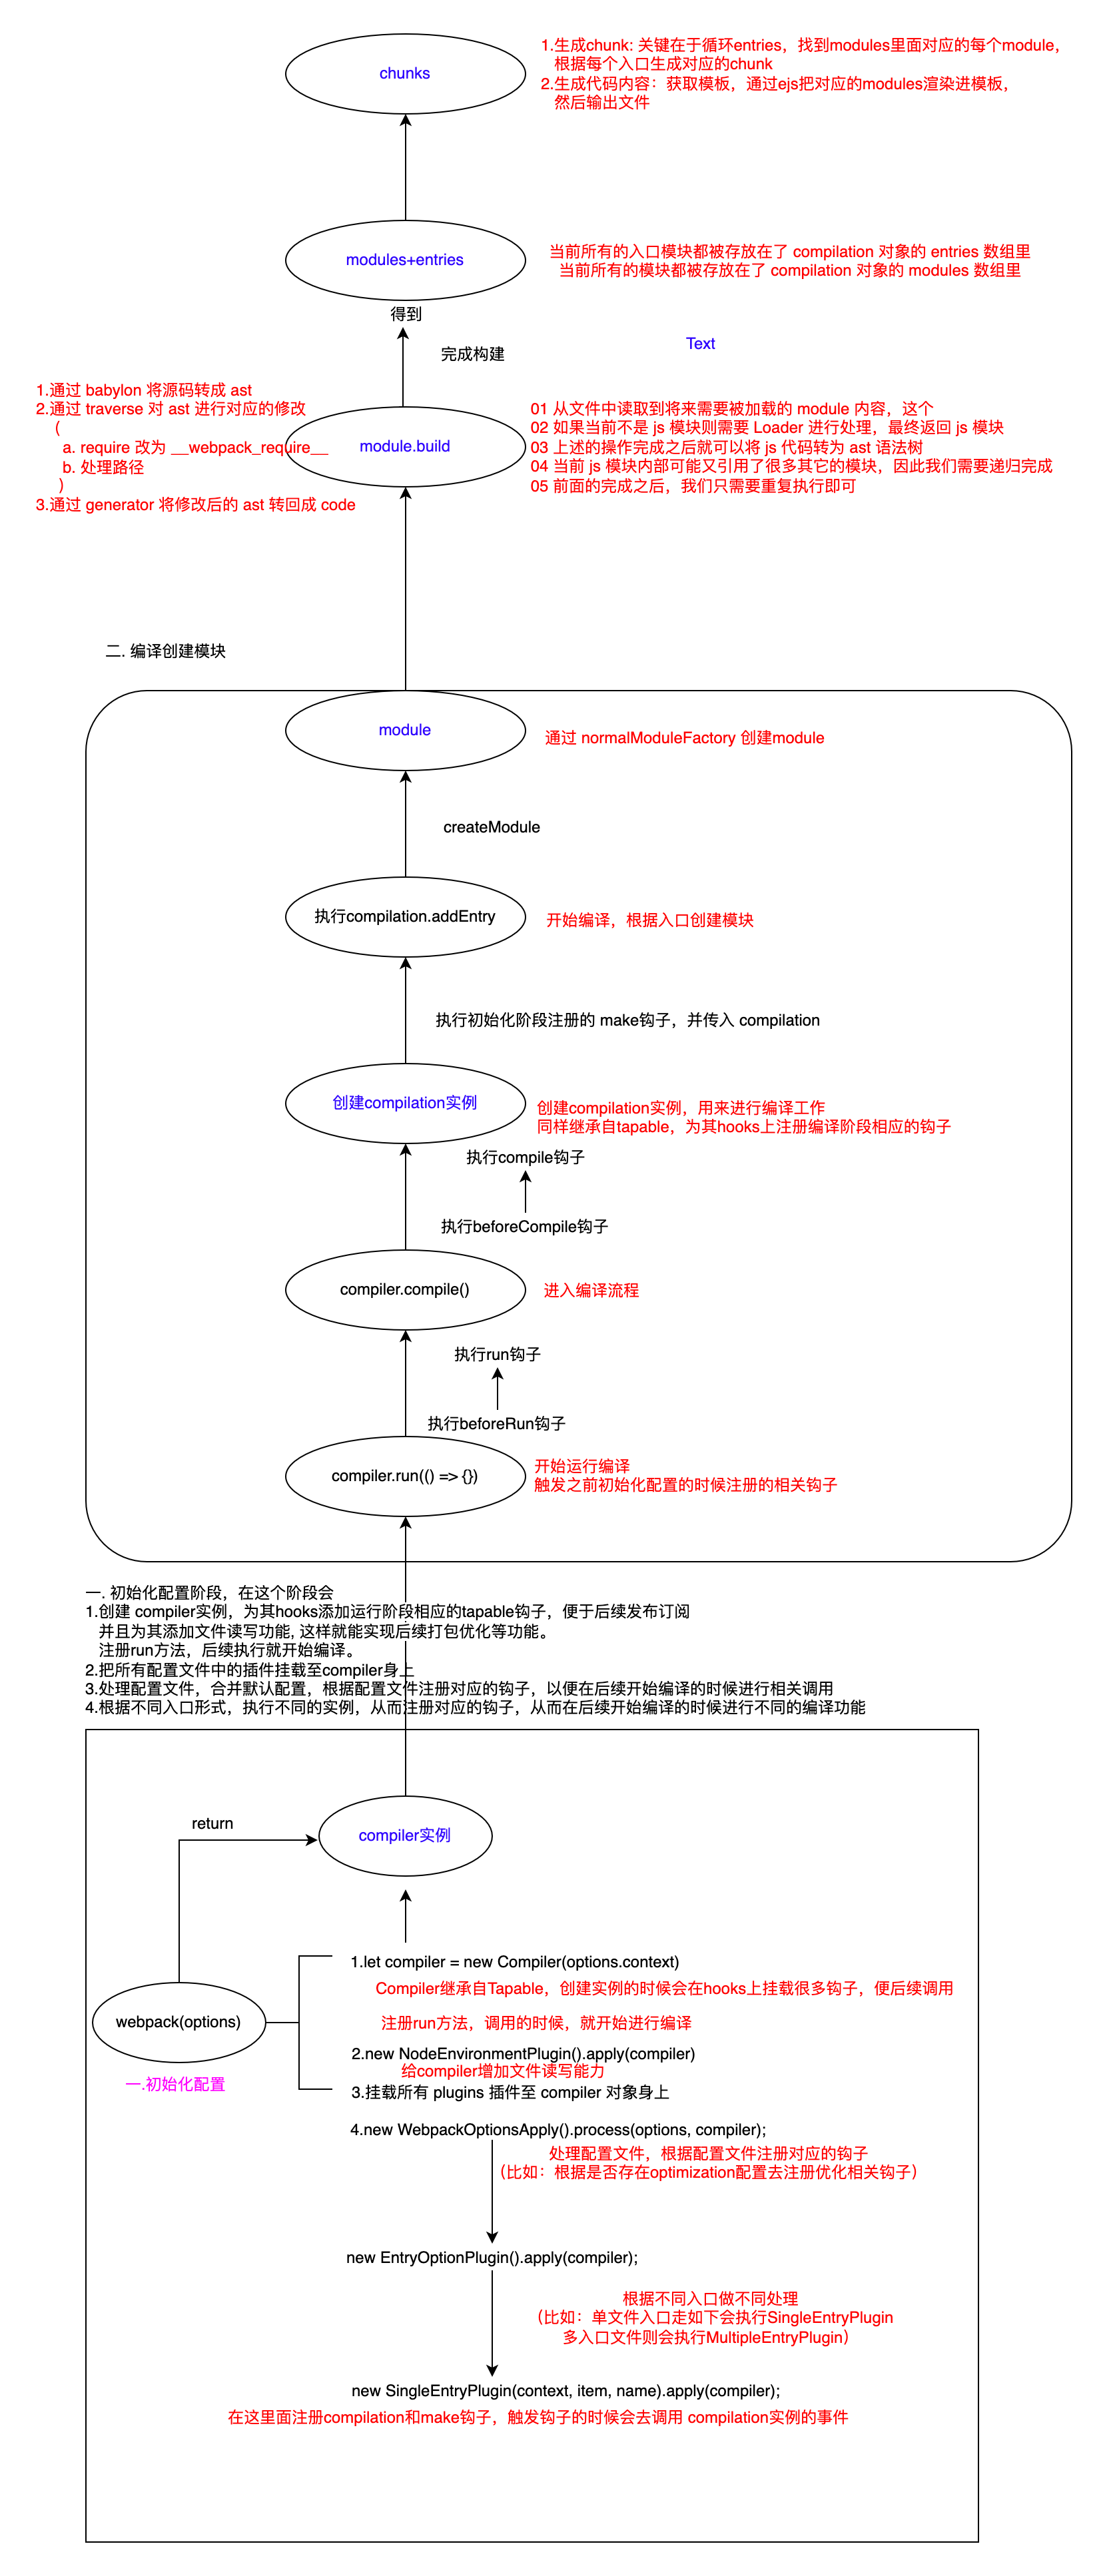 chunks
1.生成chunk: 关键在于循环entries，找到modules里面对应的每个module，
根据每个入口生成对应的chunk
2.生成代码内容：获取模板，通过ejs把对应的modules渲染进模板，
然后输出文件
modules+entries
当前所有的入口模块都被存放在了 compilation 对象的 entries 数组里
当前所有的模块都被存放在了 compilation 对象的 modules 数组里
得到
完成构建
Text
1.通过 babylon 将源码转成 ast
2.通过 traverse 对 ast 进行对应的修改
（
a. require 改为 __webpack_require__
b. 处理路径
）
3.通过 generator 将修改后的 ast 转回成 code
module.build
01 从文件中读取到将来需要被加载的 module 内容，这个
02 如果当前不是 js 模块则需要 Loader 进行处理，最终返回 js 模块
03 上述的操作完成之后就可以将 js 代码转为 ast 语法树
04 当前 js 模块内部可能又引用了很多其它的模块，因此我们需要递归完成
05 前面的完成之后，我们只需要重复执行即可
二. 编译创建模块
module
通过 normalModuleFactory 创建module
createModule
执行compilation.addEntry
开始编译，根据入口创建模块
执行初始化阶段注册的 make钩子，并传入 compilation
创建compilation实例
创建compilation实例，用来进行编译工作
同样继承自tapable，为其hooks上注册编译阶段相应的钩子
执行compile钩子
执行beforeCompile钩子
compiler.compile()
进入编译流程
执行run钩子
执行beforeRun钩子
compiler.run(() => {})
开始运行编译
触发之前初始化配置的时候注册的相关钩子
一. 初始化配置阶段，在这个阶段会
1.创建 compiler实例，为其hooks添加运行阶段相应的tapable钩子，便于后续发布订阅
并且为其添加文件读写功能, 这样就能实现后续打包优化等功能。
注册run方法，后续执行就开始编译。
2.把所有配置文件中的插件挂载至compiler身上
3.处理配置文件，合并默认配置，根据配置文件注册对应的钩子，以便在后续开始编译的时候进行相关调用
4.根据不同入口形式，执行不同的实例，从而注册对应的钩子，从而在后续开始编译的时候进行不同的编译功能
return
compiler实例
1.let compiler = new Compiler(options.context)
Compiler继承自Tapable，创建实例的时候会在hooks上挂载很多钩子，便后续调用
webpack(options)
注册run方法，调用的时候，就开始进行编译
2.new NodeEnvironmentPlugin().apply(compiler)
给compiler增加文件读写能力
一.初始化配置
3.挂载所有 plugins 插件至 compiler 对象身上
4.new WebpackOptionsApply().process(options, compiler);
处理配置文件，根据配置文件注册对应的钩子
（比如：根据是否存在optimization配置去注册优化相关钩子）
new EntryOptionPlugin().apply(compiler);
根据不同入口做不同处理
（比如：单文件入口走如下会执行SingleEntryPlugin
多入口文件则会执行MultipleEntryPlugin）
new SingleEntryPlugin(context, item, name).apply(compiler);
在这里面注册compilation和make钩子，触发钩子的时候会去调用 compilation实例的事件